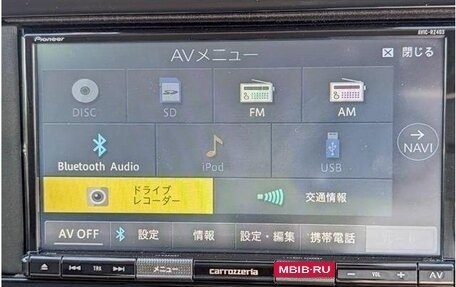 Pioneer
AVIC-RZ403
AVメニュー
閉じる
DISC
SD
FM
AM
Bluetooth Audio
iPod
USB
NAVI
ドライブ
レコーダー
交通情報
AV OFF
設定
情報
設定・編集
携帯電話
TRK
メニュー
carrozzeria
MBIB-RU
VOL
AV